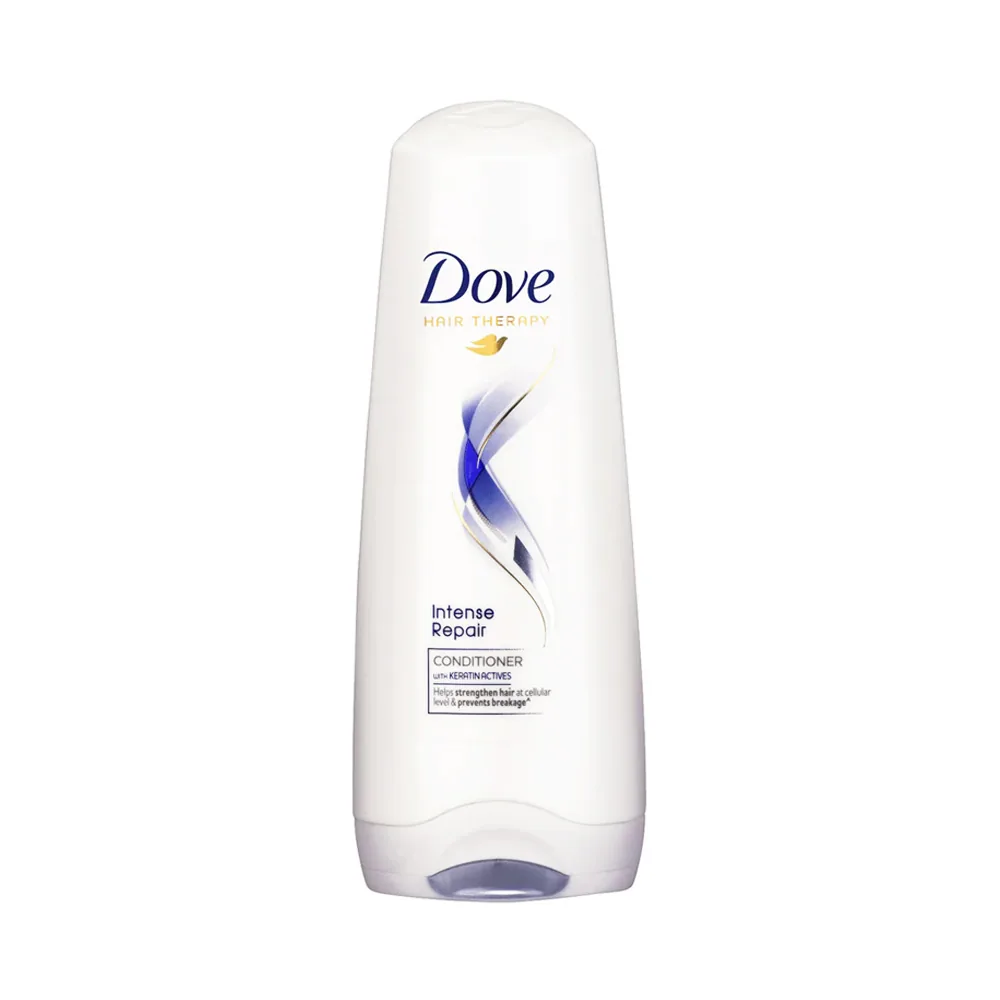 Dove
HAIR THERAPY
Intense
Repair
CONDITIONER
WITH KERATIN ACTIVES
Helps strengthen hair at cellular
level & prevents breakage^